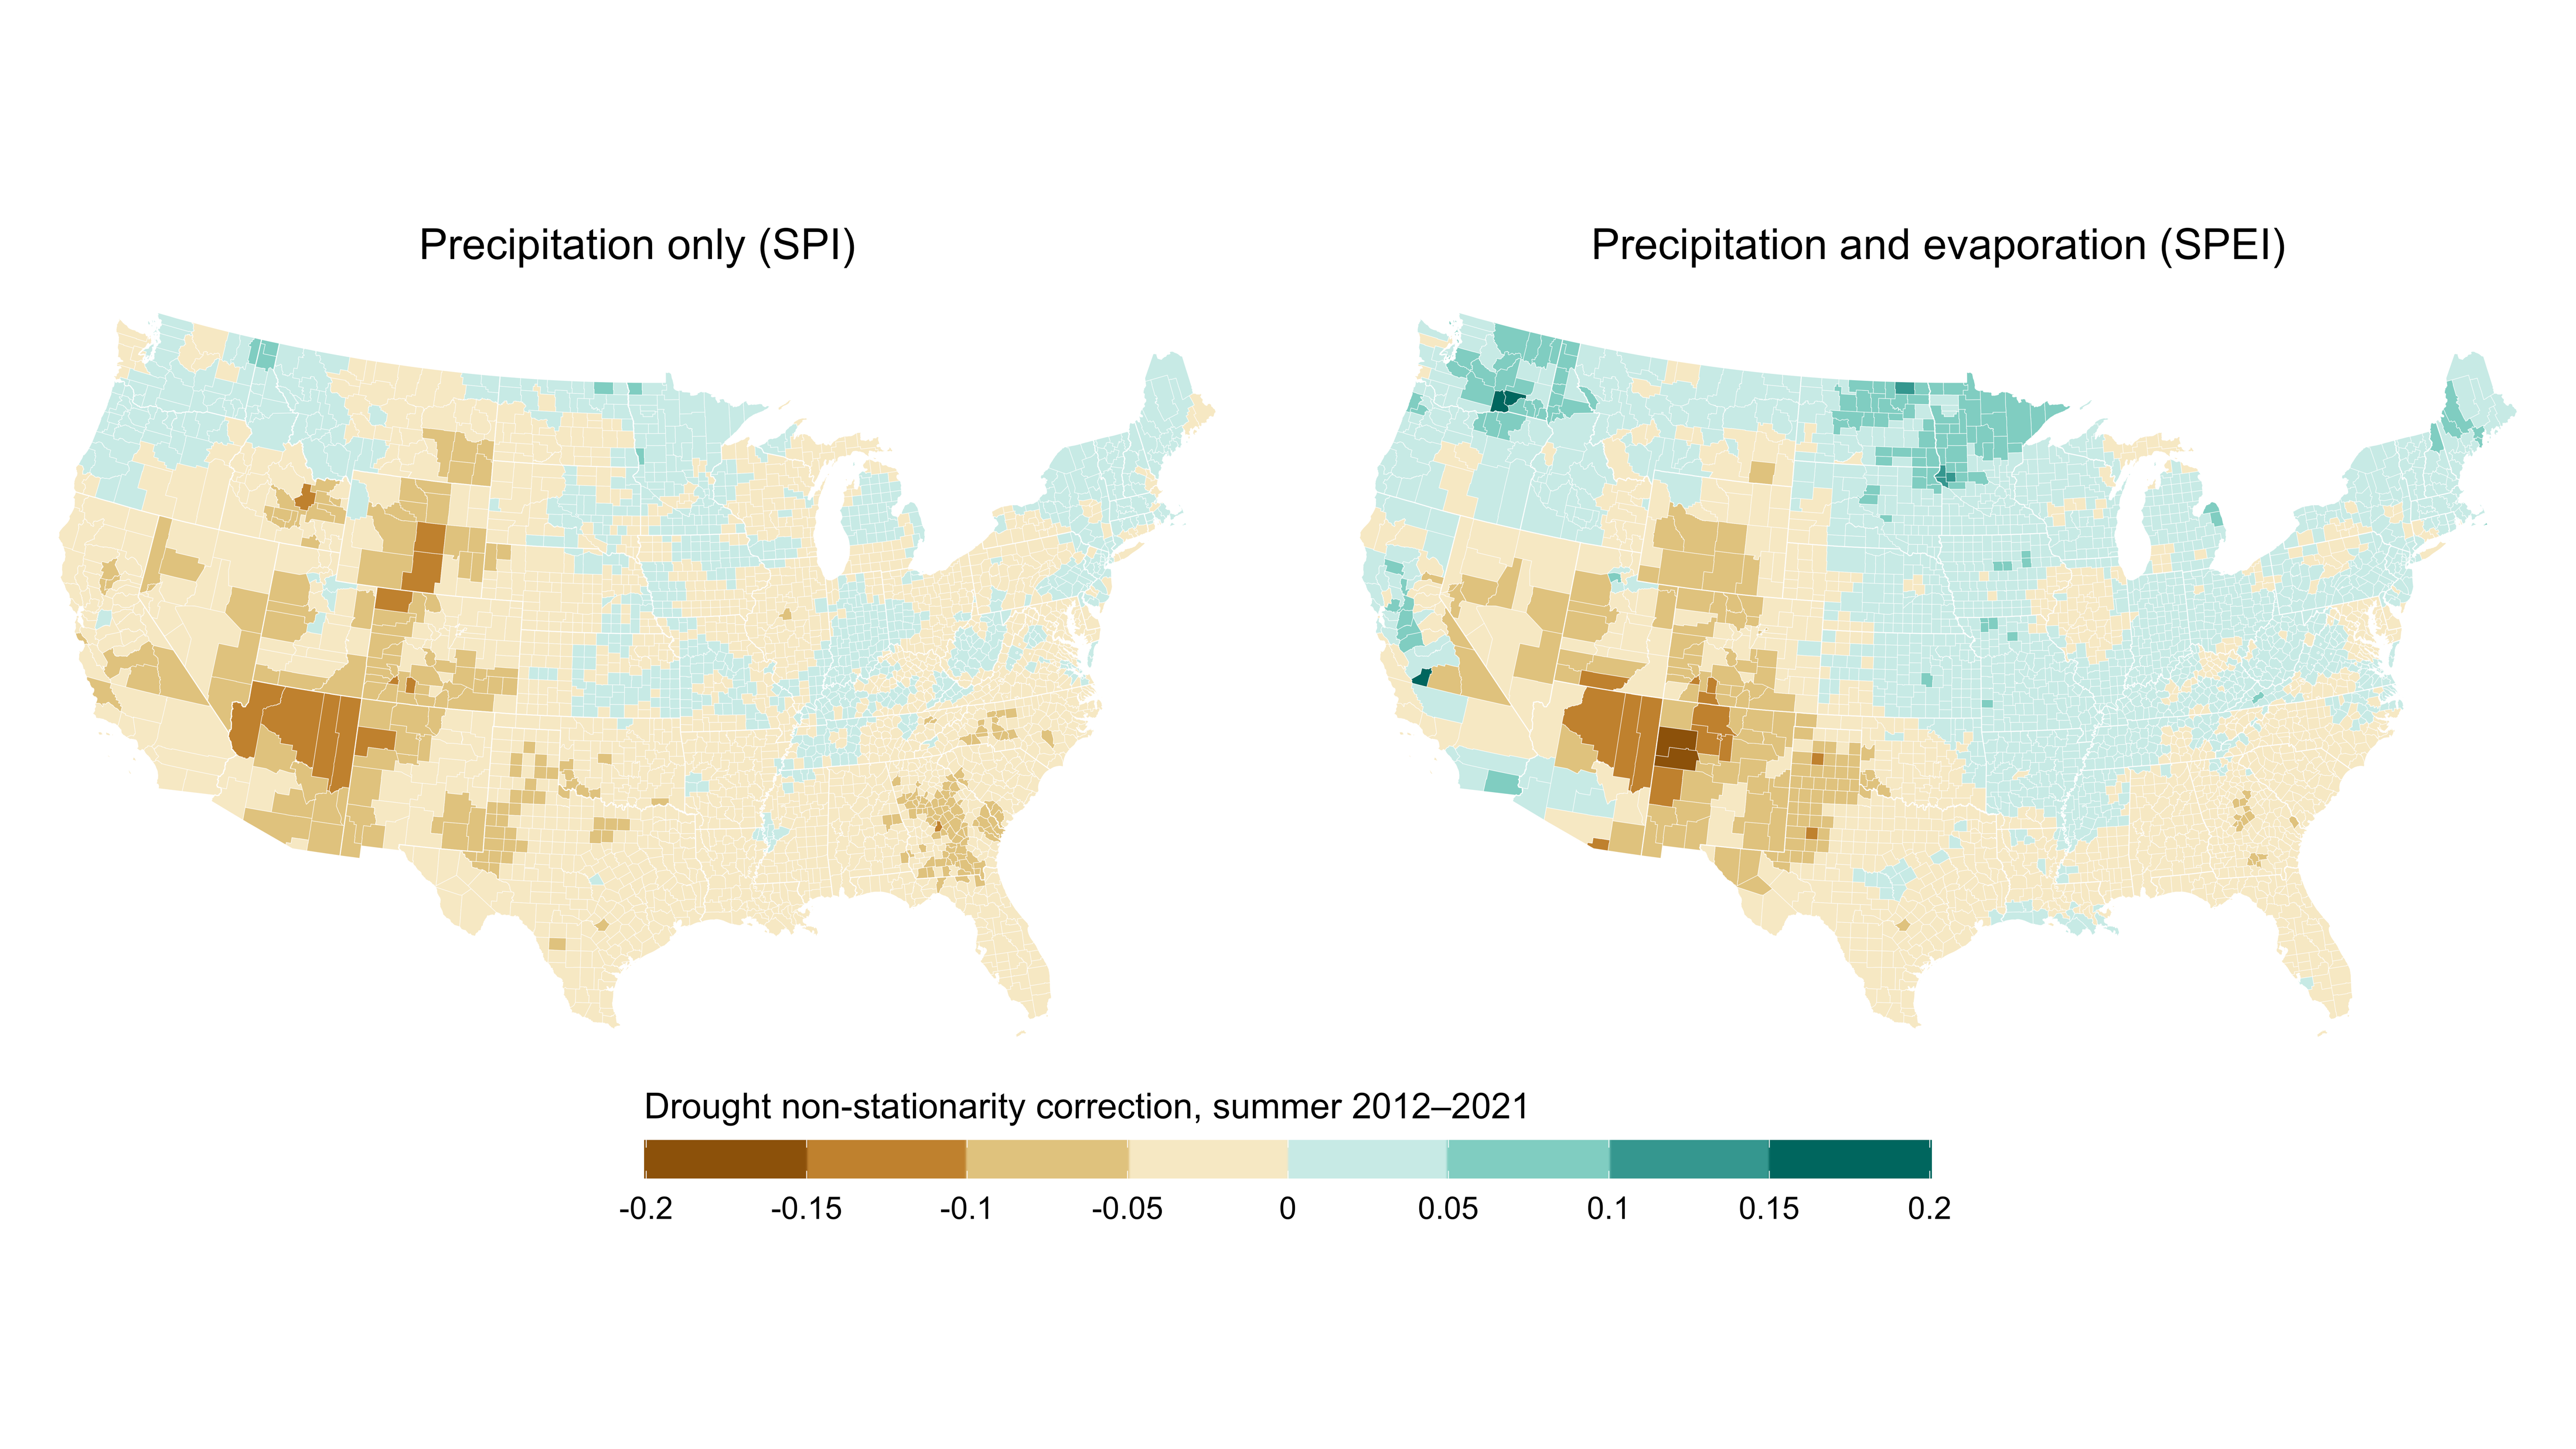 Precipitation only (SPI)
Precipitation and evaporation (SPEI)
Drought non-stationarity correction, summer 2012–2021
-0.2 -0.15 -0.1 -0.05 0 0.05 0.1 0.15 0.2